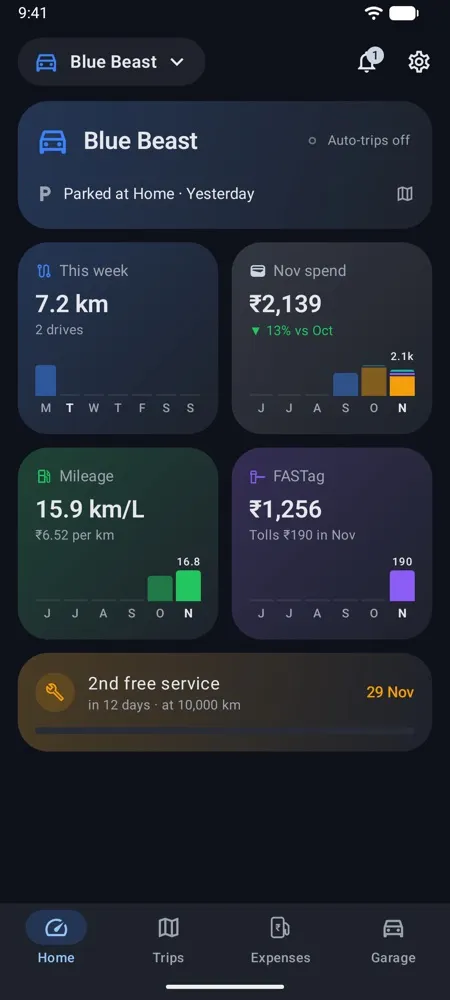 9:41
Blue Beast
1
Blue Beast
Auto-trips off
P Parked at Home · Yesterday
This week
7.2 km
2 drives
M T W T F S S
Nov spend
₹2,139
▼ 13% vs Oct
2.1k
J J A S O N
Mileage
15.9 km/L
₹6.52 per km
16.8
J J A S O N
FASTag
₹1,256
Tolls ₹190 in Nov
190
J J A S O N
2nd free service
in 12 days · at 10,000 km
29 Nov
Home Trips Expenses Garage